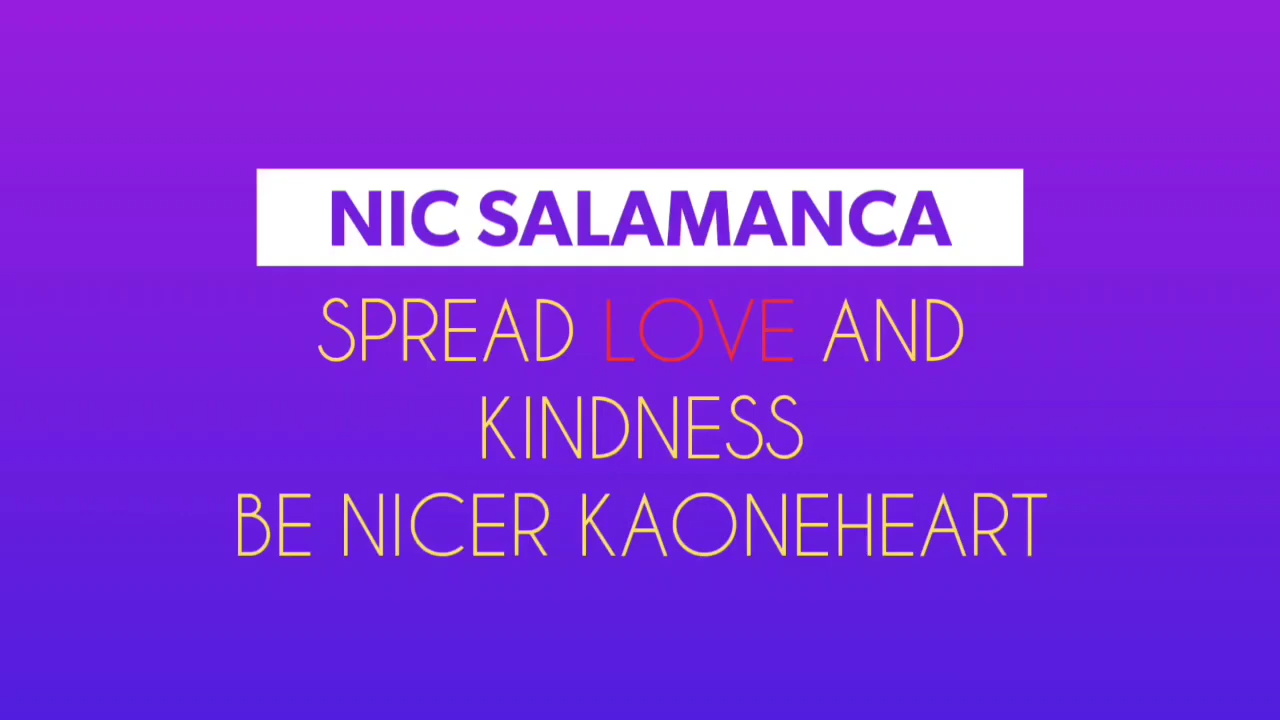 NIC SALAMANCA
SPREAD LOVE AND
KINDNESS
BE NICER KAONEHEART